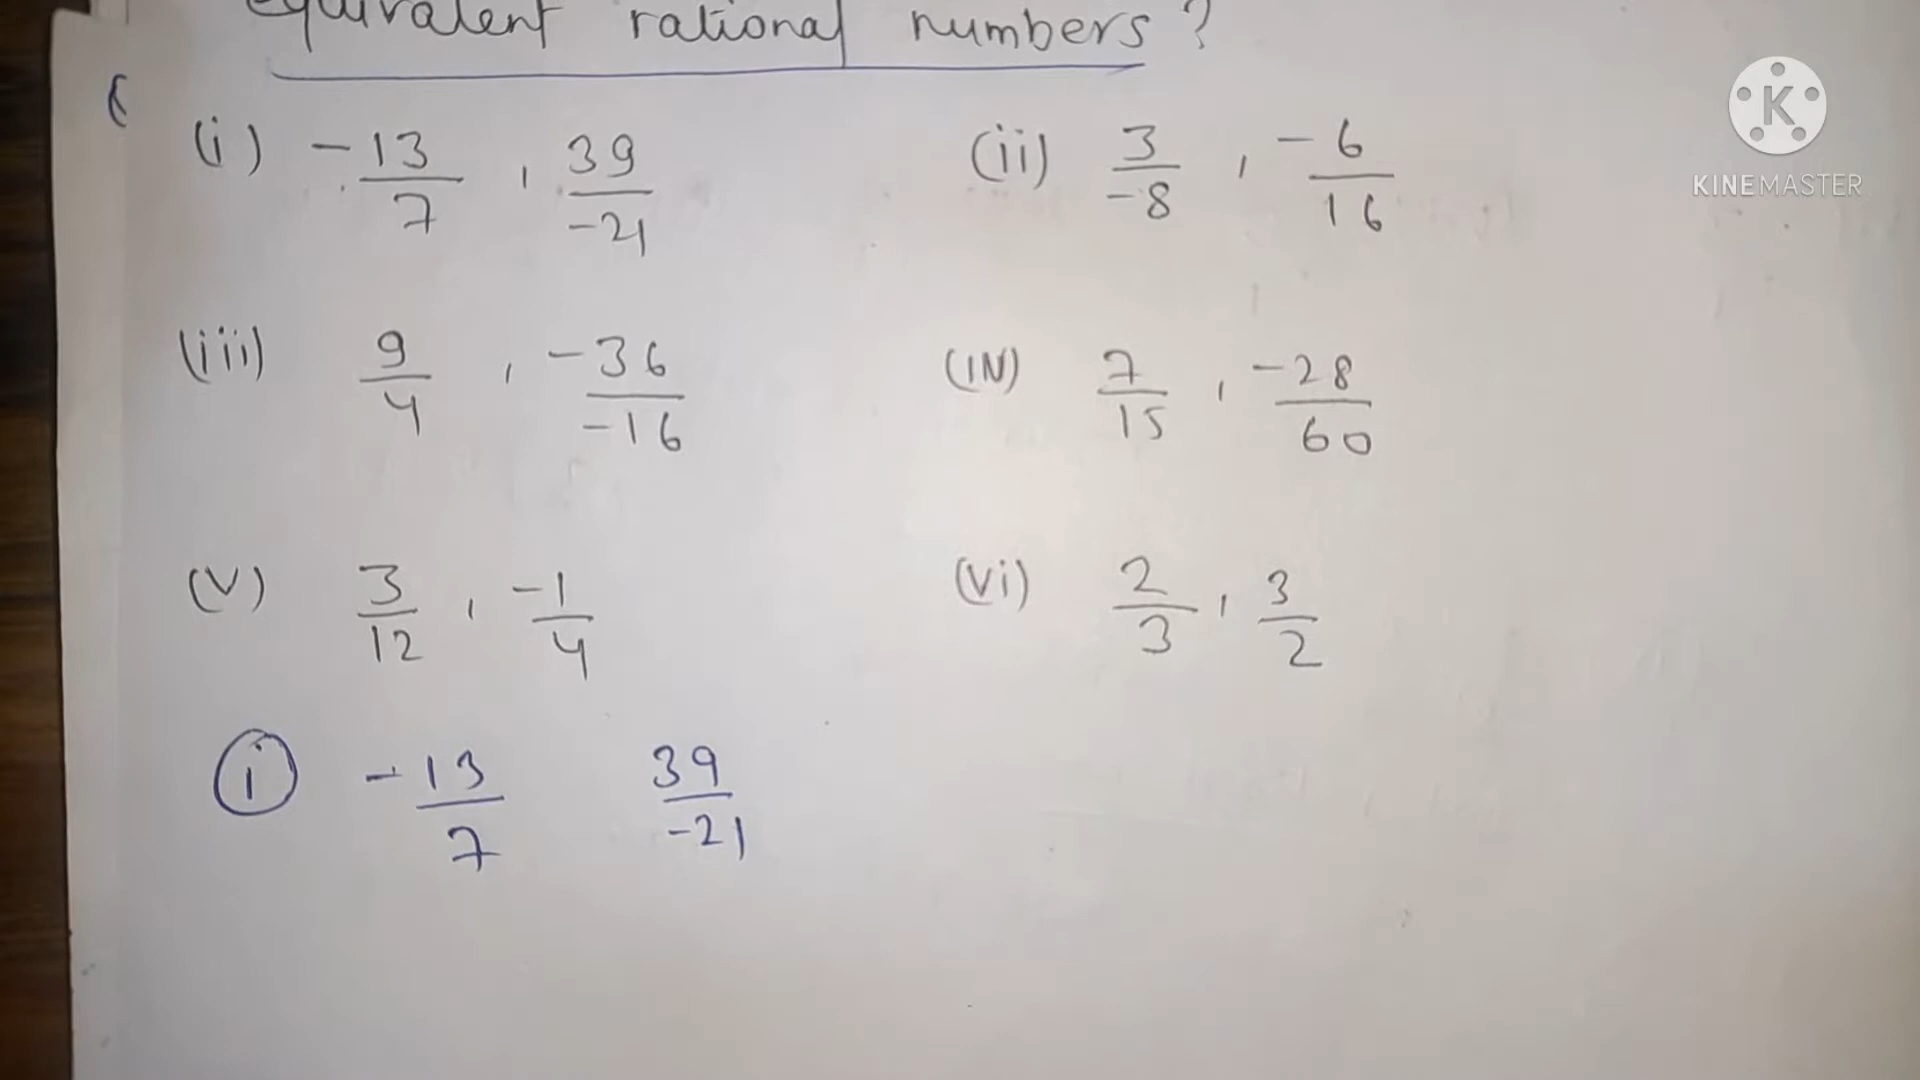 equivalent rational numbers ?
(i) -13/7 , 39/-21 (ii) 3/-8 , -6/16
(iii) 9/4 , -36/-16 (iv) 7/15 , -28/60
(v) 3/12 , -1/4 (vi) 2/3 , 3/2
i -13/7 39/-21
K
KINEMASTER